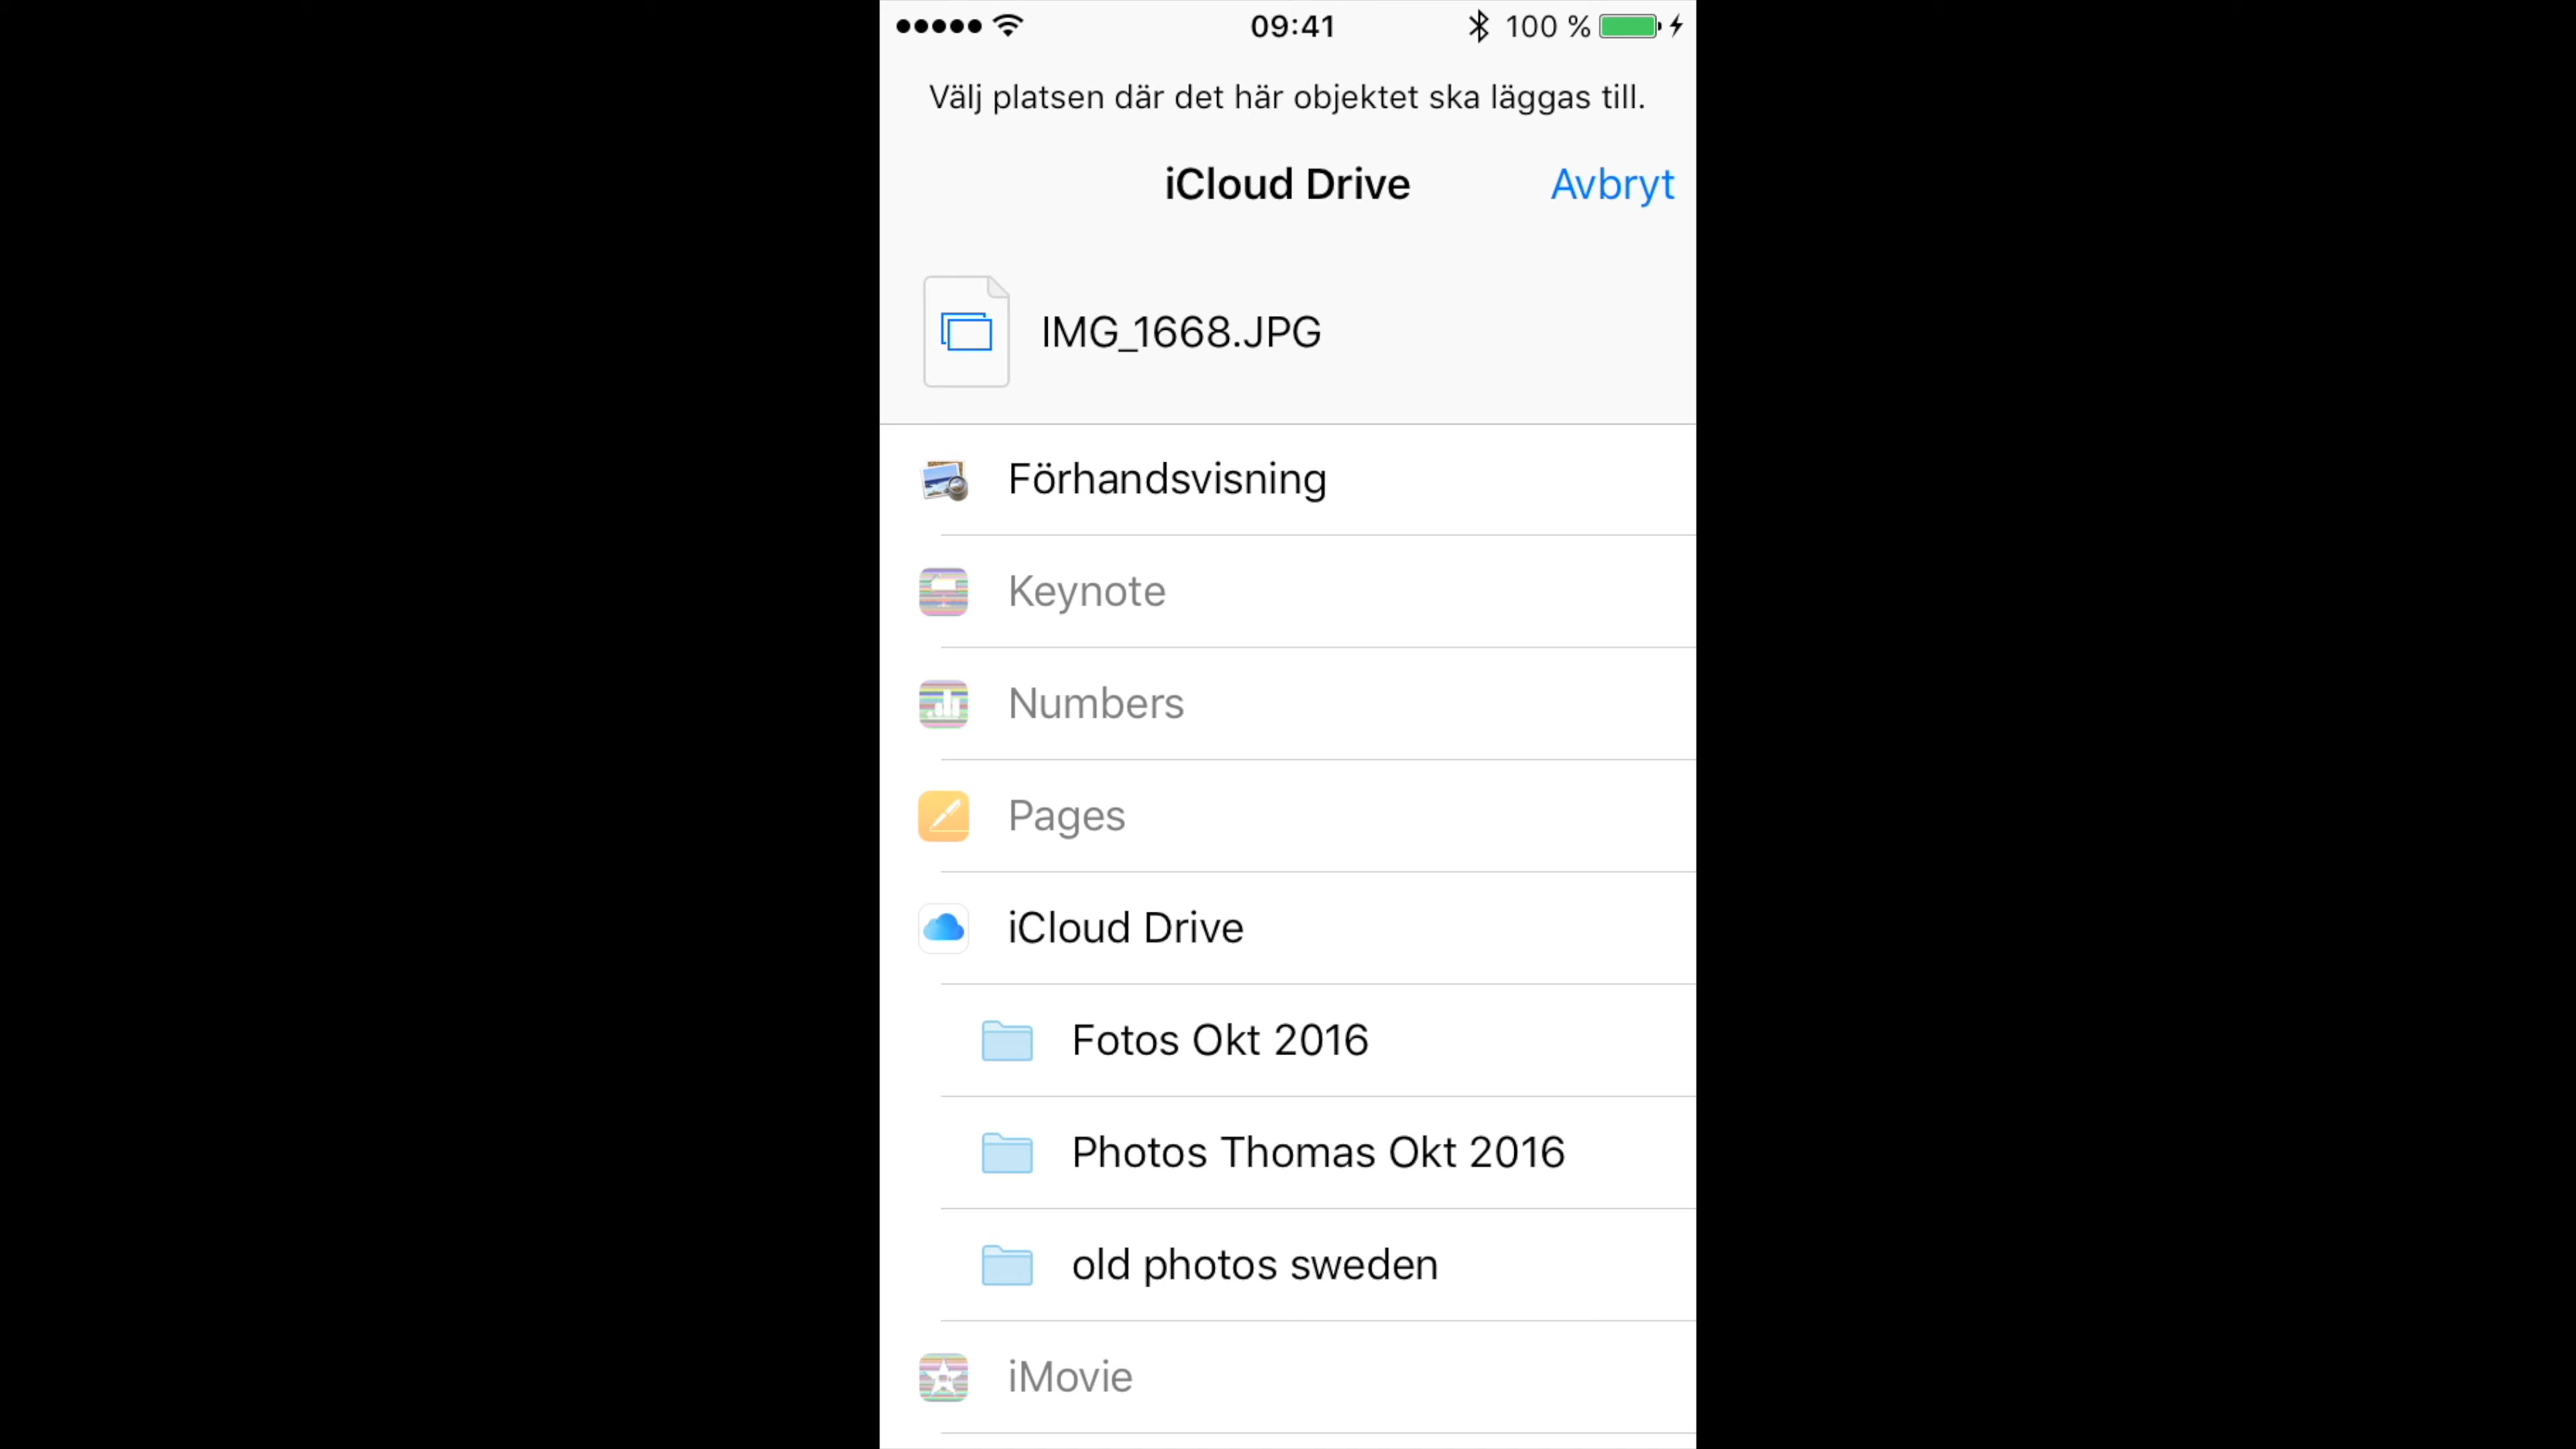 09:41
100 %
Välj platsen där det här objektet ska läggas till.
iCloud Drive
Avbryt
IMG_1668.JPG
Förhandsvisning
Keynote
Numbers
Pages
iCloud Drive
Fotos Okt 2016
Photos Thomas Okt 2016
old photos sweden
iMovie